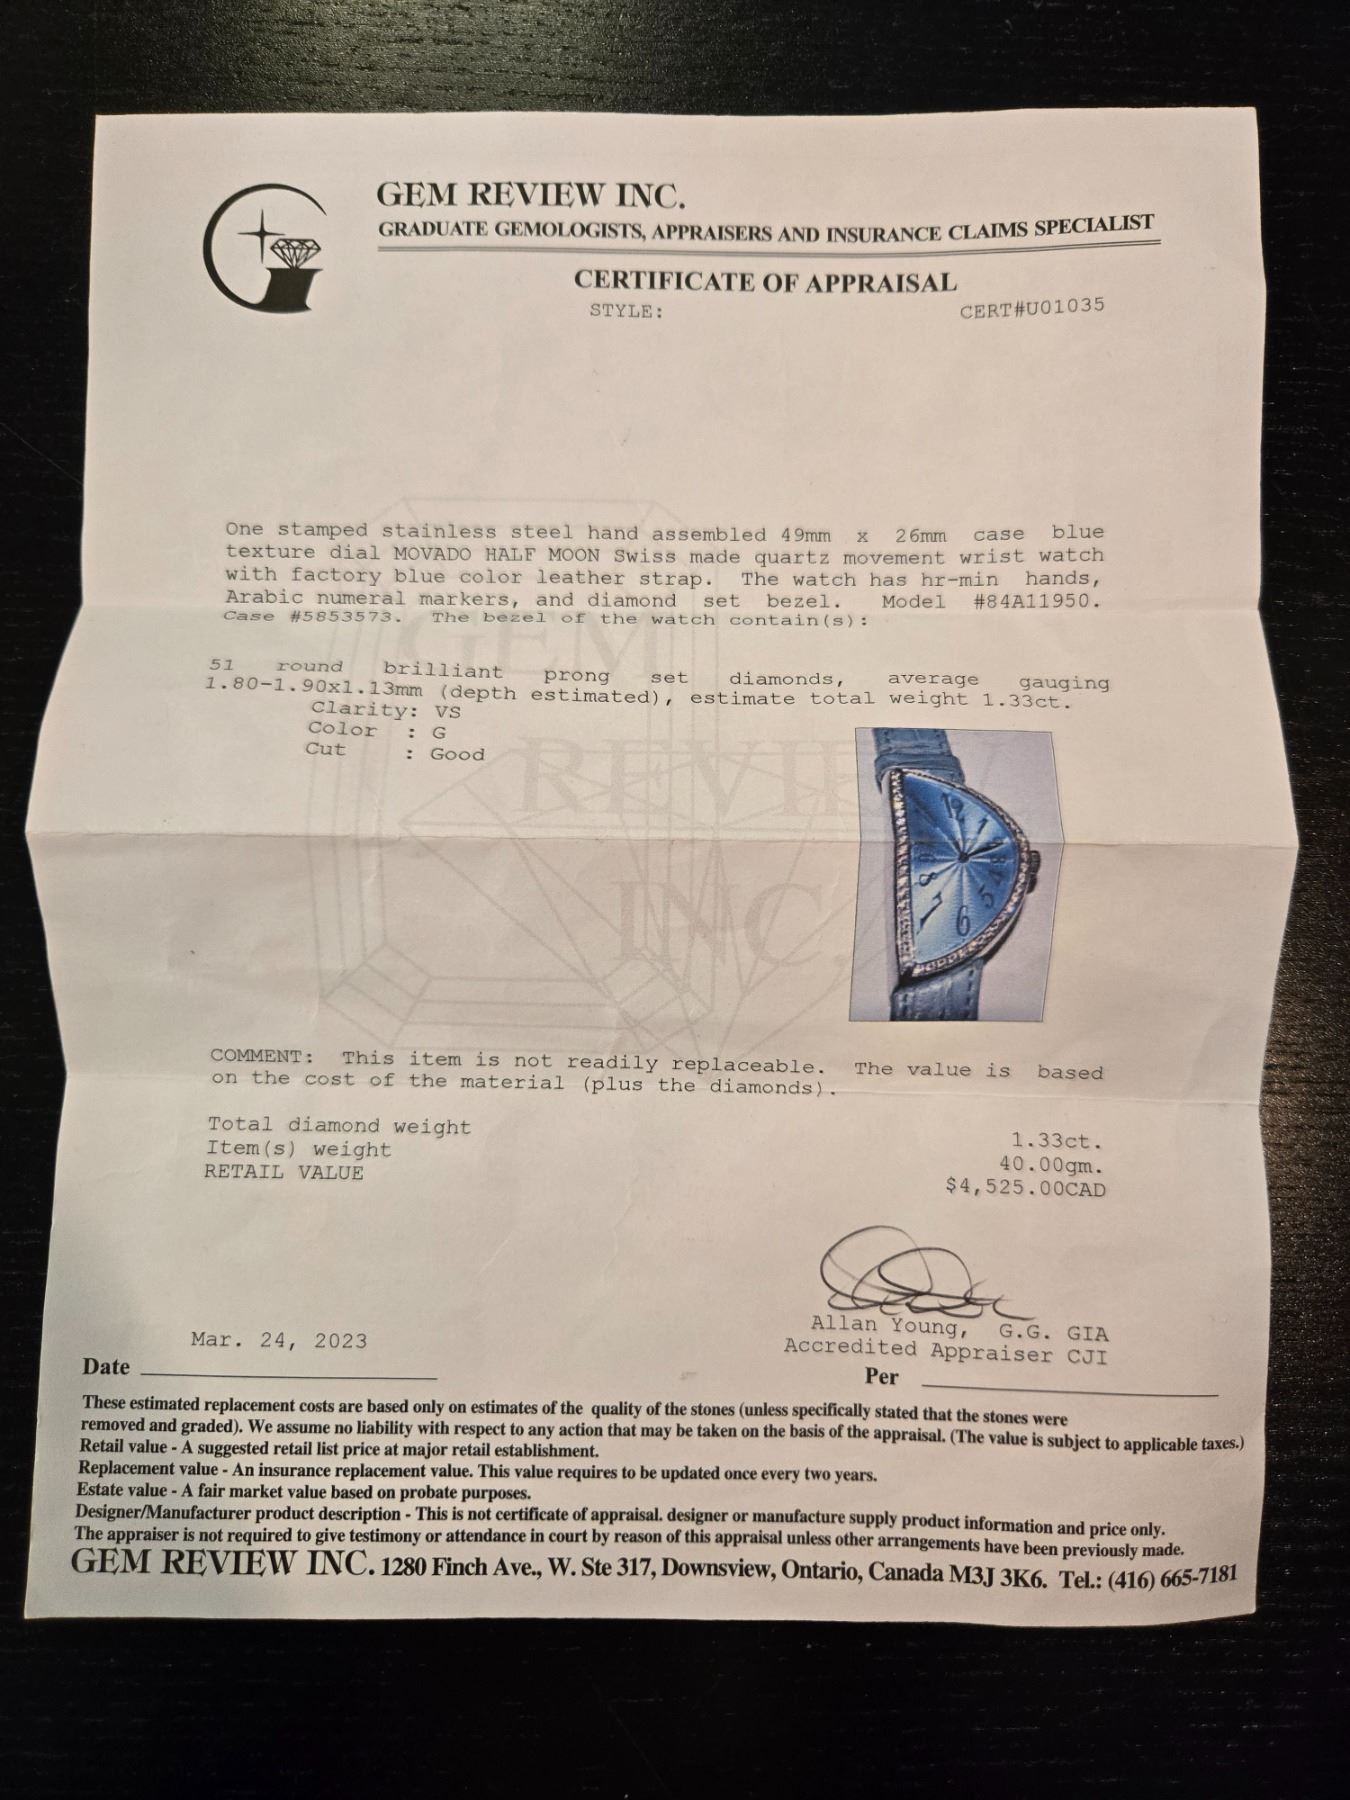 GEM REVIEW INC.
GRADUATE GEMOLOGISTS, APPRAISERS AND INSURANCE CLAIMS SPECIALIST
CERTIFICATE OF APPRAISAL
STYLE:
CERT#U01035
One stamped stainless steel hand assembled 49mm x 26mm case blue
texture dial MOVADO HALF MOON Swiss made quartz movement wrist watch
with factory blue color leather strap. The watch has hr-min hands,
Arabic numeral markers, and diamond set bezel. Model #84A11950.
Case #5853573. The bezel of the watch contain(s):
51 round brilliant prong set diamonds, average gauging
1.80-1.90x1.13mm (depth estimated), estimate total weight 1.33ct.
Clarity: VS
Color : G
Cut : Good
GEM
REVIE
INC.
12
1
5
6
7
8
COMMENT: This item is not readily replaceable. The value is based
on the cost of the material (plus the diamonds).
Total diamond weight 1.33ct.
Item(s) weight 40.00gm.
RETAIL VALUE $4,525.00CAD
Allan Young, G.G. GIA
Accredited Appraiser CJI
Mar. 24, 2023
Date
Per
These estimated replacement costs are based only on estimates of the quality of the stones (unless specifically stated that the stones were
removed and graded). We assume no liability with respect to any action that may be taken on the basis of the appraisal. (The value is subject to applicable taxes.)
Retail value - A suggested retail list price at major retail establishment.
Replacement value - An insurance replacement value. This value requires to be updated once every two years.
Estate value - A fair market value based on probate purposes.
Designer/Manufacturer product description - This is not certificate of appraisal. designer or manufacture supply product information and price only.
The appraiser is not required to give testimony or attendance in court by reason of this appraisal unless other arrangements have been previously made.
GEM REVIEW INC. 1280 Finch Ave., W. Ste 317, Downsview, Ontario, Canada M3J 3K6. Tel.: (416) 665-7181